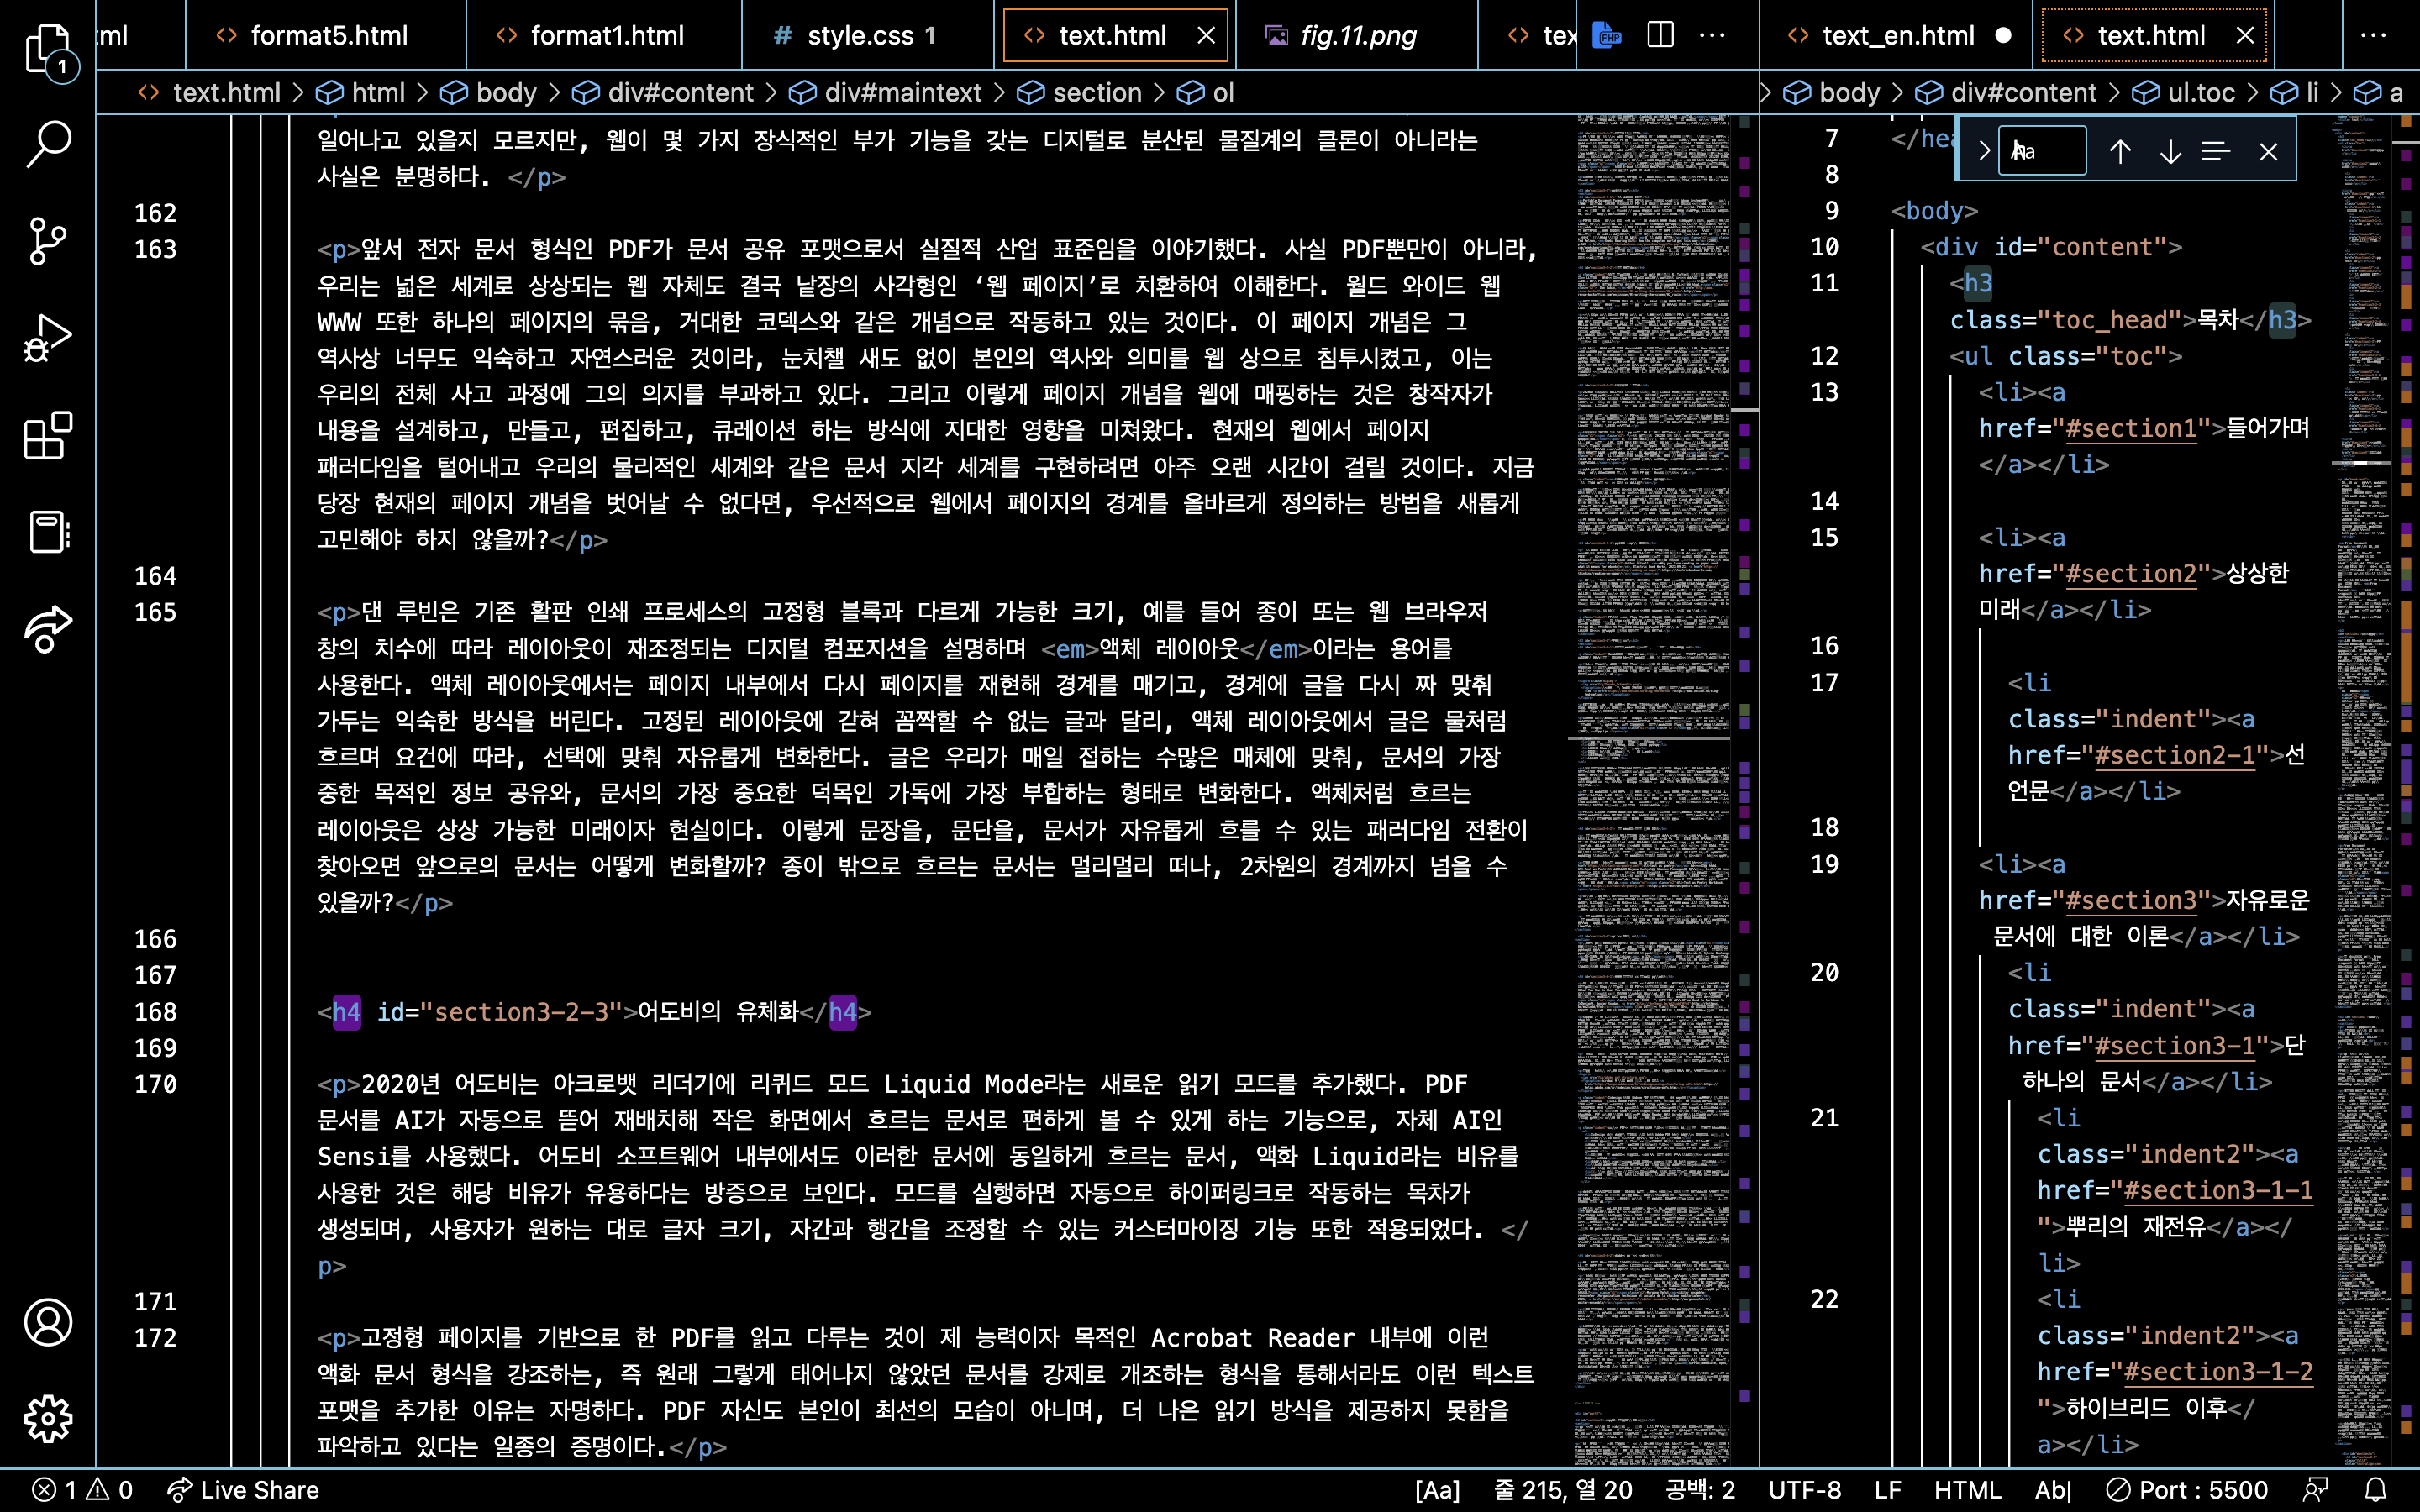 ml
format5.html
format1.html
# style.css 1
text.html
fig.11.png
tex
text_en.html
text.html
1
text.html > html > body > div#content > div#maintext > section > ol
body > div#content > ul.toc > li > a
일어나고 있을지 모르지만, 웹이 몇 가지 장식적인 부가 기능을 갖는 디지털로 분산된 물질계의 클론이 아니라는
사실은 분명하다. </p>
162
163 <p>앞서 전자 문서 형식인 PDF가 문서 공유 포맷으로서 실질적 산업 표준임을 이야기했다. 사실 PDF뿐만이 아니라,
우리는 넓은 세계로 상상되는 웹 자체도 결국 낱장의 사각형인 ‘웹 페이지’로 치환하여 이해한다. 월드 와이드 웹
WWW 또한 하나의 페이지의 묶음, 거대한 코덱스와 같은 개념으로 작동하고 있는 것이다. 이 페이지 개념은 그
역사상 너무도 익숙하고 자연스러운 것이라, 눈치챌 새도 없이 본인의 역사와 의미를 웹 상으로 침투시켰고, 이는
우리의 전체 사고 과정에 그의 의지를 부과하고 있다. 그리고 이렇게 페이지 개념을 웹에 매핑하는 것은 창작자가
내용을 설계하고, 만들고, 편집하고, 큐레이션 하는 방식에 지대한 영향을 미쳐왔다. 현재의 웹에서 페이지
패러다임을 털어내고 우리의 물리적인 세계와 같은 문서 지각 세계를 구현하려면 아주 오랜 시간이 걸릴 것이다. 지금
당장 현재의 페이지 개념을 벗어날 수 없다면, 우선적으로 웹에서 페이지의 경계를 올바르게 정의하는 방법을 새롭게
고민해야 하지 않을까?</p>
164
165 <p>댄 루빈은 기존 활판 인쇄 프로세스의 고정형 블록과 다르게 가능한 크기, 예를 들어 종이 또는 웹 브라우저
창의 치수에 따라 레이아웃이 재조정되는 디지털 컴포지션을 설명하며 <em>액체 레이아웃</em>이라는 용어를
사용한다. 액체 레이아웃에서는 페이지 내부에서 다시 페이지를 재현해 경계를 매기고, 경계에 글을 다시 짜 맞춰
가두는 익숙한 방식을 버린다. 고정된 레이아웃에 갇혀 꼼짝할 수 없는 글과 달리, 액체 레이아웃에서 글은 물처럼
흐르며 요건에 따라, 선택에 맞춰 자유롭게 변화한다. 글은 우리가 매일 접하는 수많은 매체에 맞춰, 문서의 가장
중한 목적인 정보 공유와, 문서의 가장 중요한 덕목인 가독에 가장 부합하는 형태로 변화한다. 액체처럼 흐르는
레이아웃은 상상 가능한 미래이자 현실이다. 이렇게 문장을, 문단을, 문서가 자유롭게 흐를 수 있는 패러다임 전환이
찾아오면 앞으로의 문서는 어떻게 변화할까? 종이 밖으로 흐르는 문서는 멀리멀리 떠나, 2차원의 경계까지 넘을 수
있을까?</p>
166
167
168 <h4 id="section3-2-3">어도비의 유체화</h4>
169
170 <p>2020년 어도비는 아크로뱃 리더기에 리퀴드 모드 Liquid Mode라는 새로운 읽기 모드를 추가했다. PDF
문서를 AI가 자동으로 뜯어 재배치해 작은 화면에서 흐르는 문서로 편하게 볼 수 있게 하는 기능으로, 자체 AI인
Sensi를 사용했다. 어도비 소프트웨어 내부에서도 이러한 문서에 동일하게 흐르는 문서, 액화 Liquid라는 비유를
사용한 것은 해당 비유가 유용하다는 방증으로 보인다. 모드를 실행하면 자동으로 하이퍼링크로 작동하는 목차가
생성되며, 사용자가 원하는 대로 글자 크기, 자간과 행간을 조정할 수 있는 커스터마이징 기능 또한 적용되었다. </
p>
171
172 <p>고정형 페이지를 기반으로 한 PDF를 읽고 다루는 것이 제 능력이자 목적인 Acrobat Reader 내부에 이런
액화 문서 형식을 강조하는, 즉 원래 그렇게 태어나지 않았던 문서를 강제로 개조하는 형식을 통해서라도 이런 텍스트
포맷을 추가한 이유는 자명하다. PDF 자신도 본인이 최선의 모습이 아니며, 더 나은 읽기 방식을 제공하지 못함을
파악하고 있다는 일종의 증명이다.</p>
7 </hea
8
9 <body>
10 <div id="content">
11 <h3
class="toc_head">목차</h3>
12 <ul class="toc">
13 <li><a
href="#section1">들어가며
</a></li>
14
15 <li><a
href="#section2">상상한
미래</a></li>
16
17 <li
class="indent"><a
href="#section2-1">선
언문</a></li>
18
19 <li><a
href="#section3">자유로운
문서에 대한 이론</a></li>
20 <li
class="indent"><a
href="#section3-1">단
하나의 문서</a></li>
21 <li
class="indent2"><a
href="#section3-1-1
">뿌리의 재전유</a></
li>
22 <li
class="indent2"><a
href="#section3-1-2
">하이브리드 이후</
a></li>
1 0 Live Share
[Aa] 줄 215, 열 20 공백: 2 UTF-8 LF HTML Ab| Port : 5500